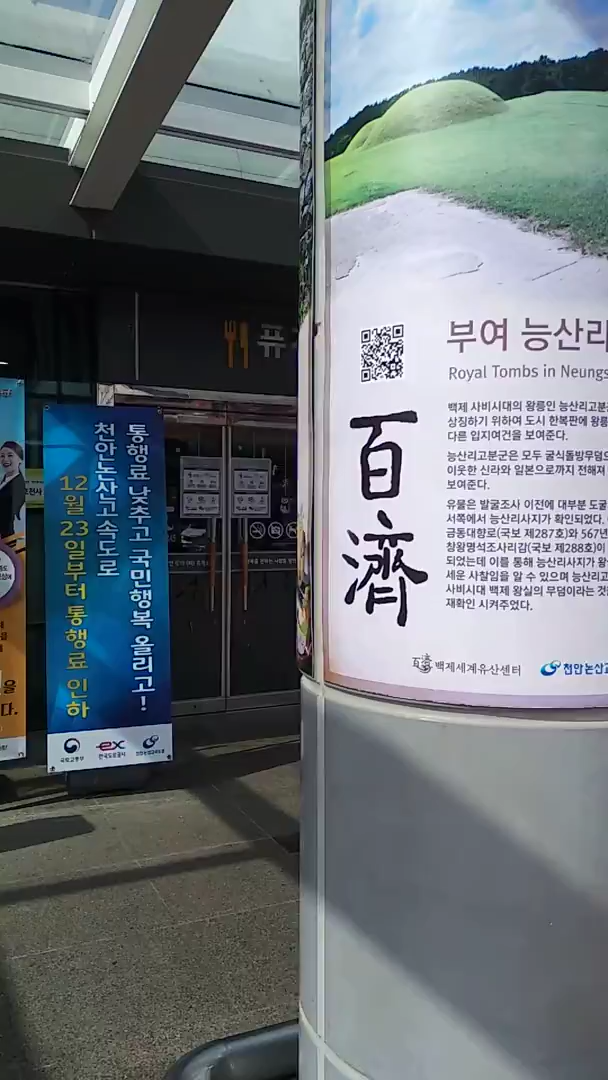 통행료 낮추고 국민행복 올리고!
천안논산고속도로
12월 23일부터 통행료 인하
국토교통부
ex
한국도로공사
부여 능산리
Royal Tombs in Neungs
百濟
백제 사비시대의 왕릉인 능산리고분
상징하기 위하여 도시 한복판에 왕릉
다른 입지여건을 보여준다.
능산리고분군은 모두 굴식돌방무덤으
이웃한 신라와 일본으로까지 전해져
보여준다.
유물은 발굴조사 이전에 대부분 도굴
서쪽에서 능산리사지가 확인되었다.
금동대향로(국보 제287호)와 567년
창왕명석조사리감(국보 제288호)이
되었는데 이를 통해 능산리사지가 왕
세운 사찰임을 알 수 있으며 능산리고
사비시대 백제 왕실의 무덤이라는 것
재확인 시켜주었다.
백제세계유산센터
천안논산고